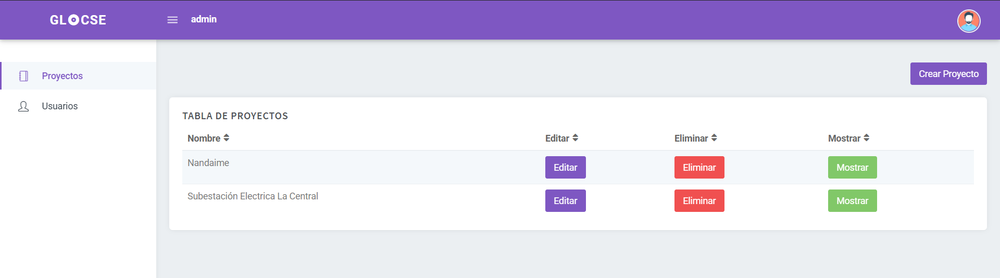 GLOCSE
admin
Proyectos
Usuarios
Crear Proyecto
TABLA DE PROYECTOS
Nombre Editar Eliminar Mostrar
Nandaime Editar Eliminar Mostrar
Subestación Electrica La Central Editar Eliminar Mostrar